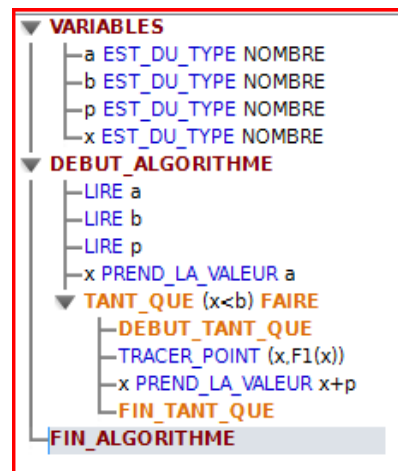 VARIABLES
a EST_DU_TYPE NOMBRE
b EST_DU_TYPE NOMBRE
p EST_DU_TYPE NOMBRE
x EST_DU_TYPE NOMBRE
DEBUT_ALGORITHME
LIRE a
LIRE b
LIRE p
x PREND_LA_VALEUR a
TANT_QUE (x<b) FAIRE
DEBUT_TANT_QUE
TRACER_POINT (x,F1(x))
x PREND_LA_VALEUR x+p
FIN_TANT_QUE
FIN_ALGORITHME